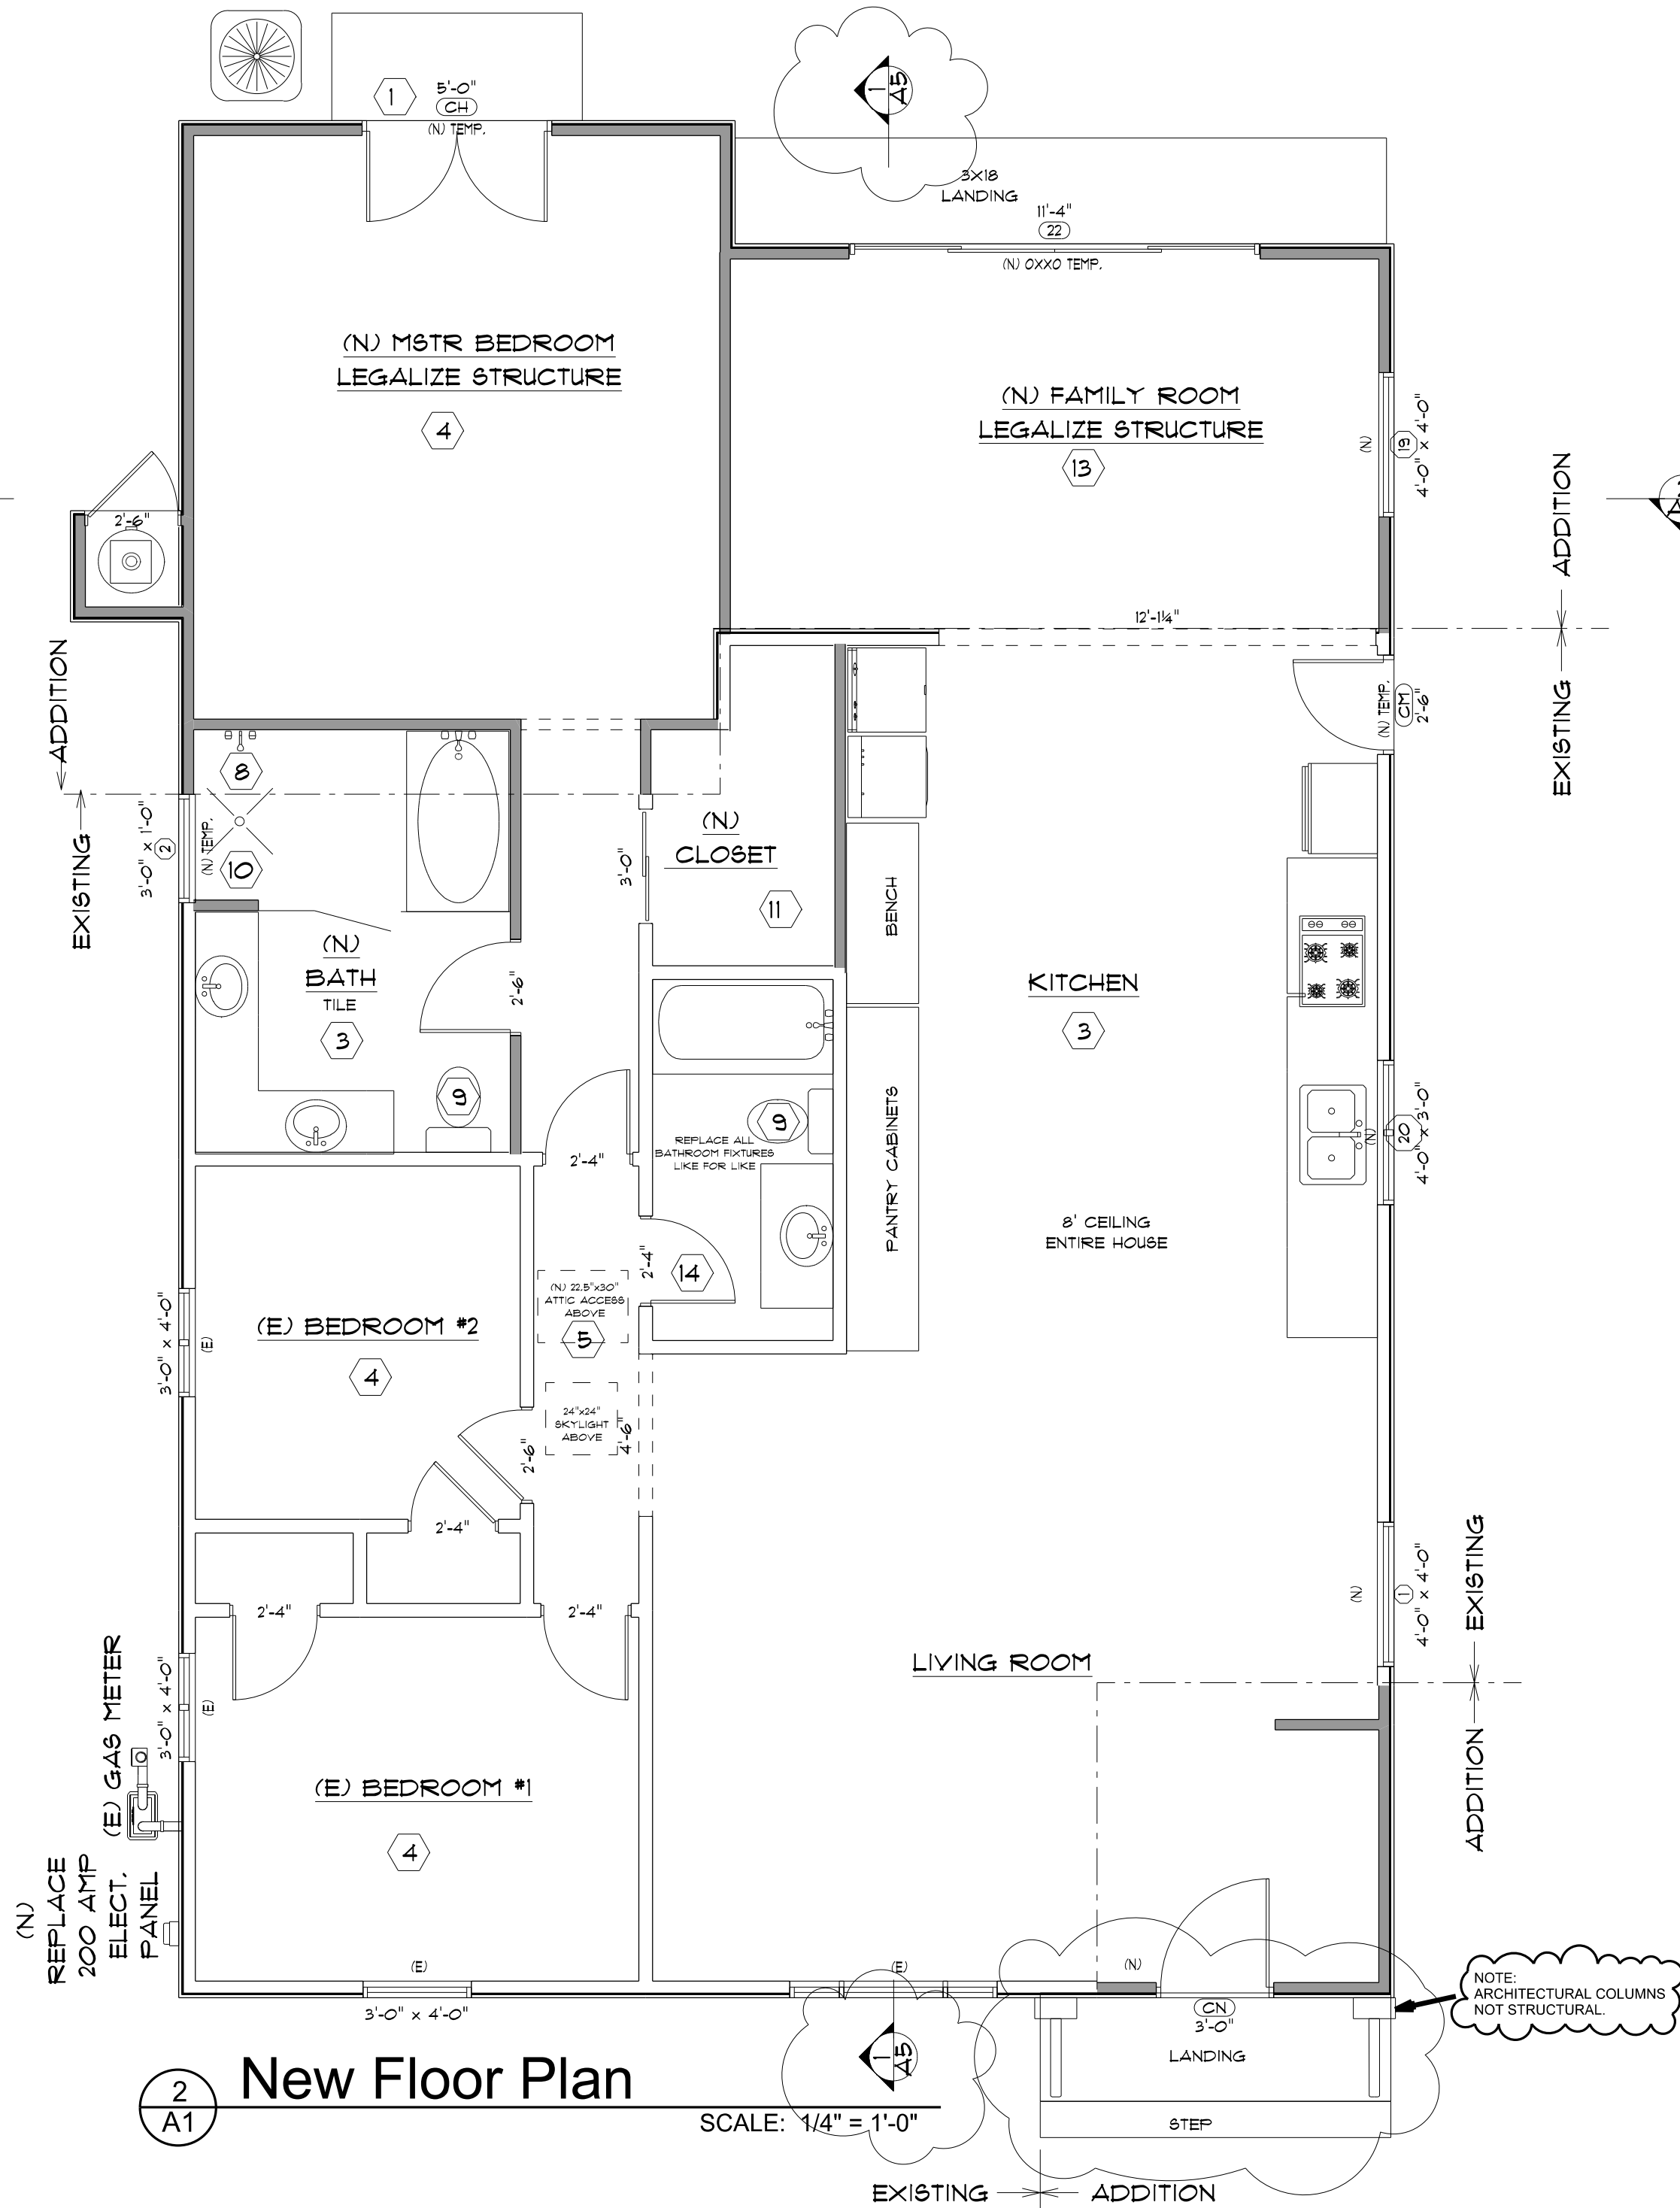 1
5'-0"
CH
(N) TEMP.
1
A5
3X18
LANDING
11'-4"
22
(N) OXXO TEMP.
(N) MSTR BEDROOM
LEGALIZE STRUCTURE
4
(N) FAMILY ROOM
LEGALIZE STRUCTURE
13
(N)
19
4'-0" x 4'-0"
ADDITION
EXISTING
2'-6"
12'-1¼"
(N) TEMP.
CM
2'-6"
ADDITION
EXISTING
3'-0" x 1'-0"
2
(N) TEMP.
8
10
3'-0"
(N)
CLOSET
11
BENCH
(N)
BATH
TILE
3
2'-6"
9
KITCHEN
3
PANTRY CABINETS
9
REPLACE ALL
BATHROOM FIXTURES
LIKE FOR LIKE
2'-4"
(N)
20
4'-0" x 3'-0"
8' CEILING
ENTIRE HOUSE
2'-4"
14
(N) 22.5"x30"
ATTIC ACCESS
ABOVE
5
(E) BEDROOM #2
4
3'-0" x 4'-0"
(E)
24"x24"
SKYLIGHT
ABOVE
4'-6"
2'-6"
2'-4"
2'-4"
2'-4"
(N)
1
4'-0" x 4'-0"
EXISTING
ADDITION
LIVING ROOM
(E) GAS METER
3'-0" x 4'-0"
(E)
(E) BEDROOM #1
4
(N)
REPLACE
200 AMP
ELECT.
PANEL
(E)
3'-0" x 4'-0"
(E)
(N)
CN
3'-0"
LANDING
STEP
NOTE:
ARCHITECTURAL COLUMNS
NOT STRUCTURAL.
1
A5
2
A1
New Floor Plan
SCALE: 1/4" = 1'-0"
EXISTING
ADDITION